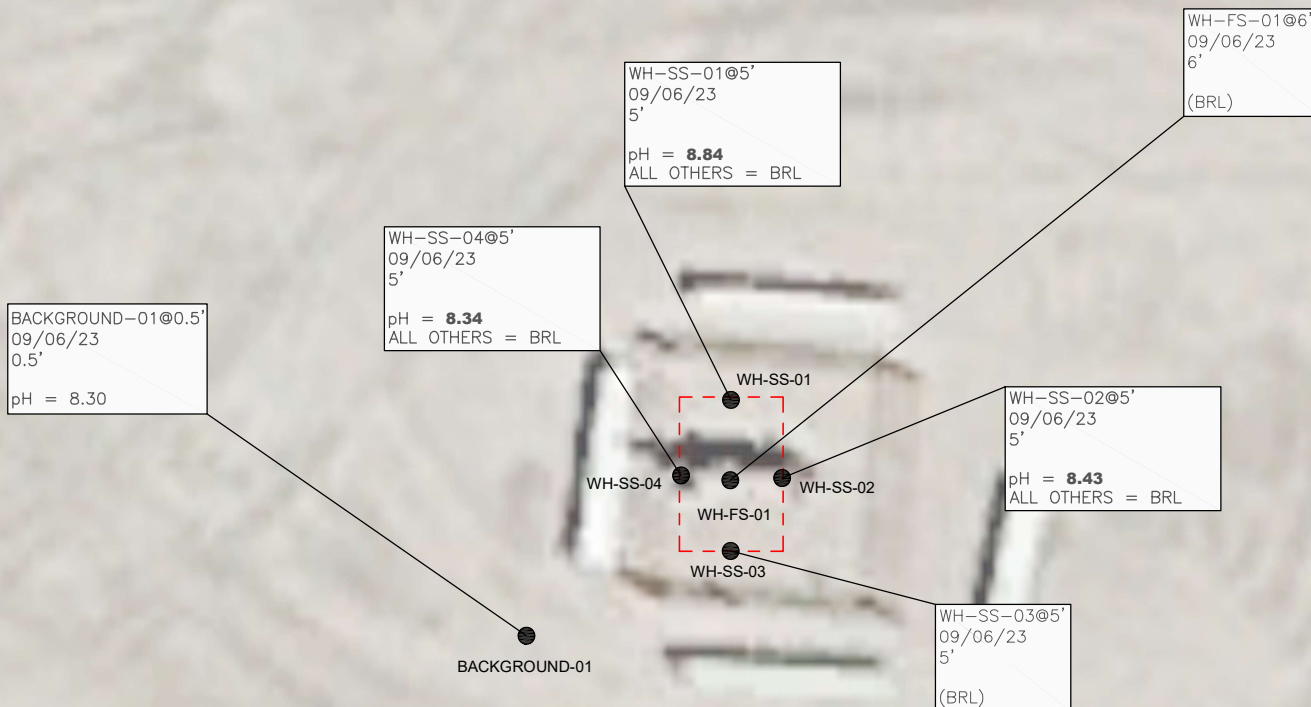 WH-FS-01@6'
09/06/23
6'
(BRL)
WH-SS-01@5'
09/06/23
5'
pH = 8.84
ALL OTHERS = BRL
WH-SS-04@5'
09/06/23
5'
pH = 8.34
ALL OTHERS = BRL
BACKGROUND-01@0.5'
09/06/23
0.5'
pH = 8.30
WH-SS-01
WH-SS-02@5'
09/06/23
5'
pH = 8.43
ALL OTHERS = BRL
WH-SS-04
WH-SS-02
WH-FS-01
WH-SS-03
WH-SS-03@5'
09/06/23
5'
(BRL)
BACKGROUND-01